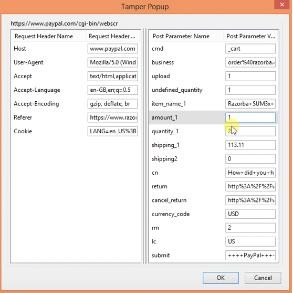 Tamper Popup
https://www.paypal.com/cgi-bin/webscr
Request Header Name Request Header ... Post Parameter Name Post Parameter V...
Host www.paypal.com cmd _cart
User-Agent Mozilla/5.0 (Wind business order%40razorba
Accept text/html,applicat upload 1
Accept-Language en-GB,en;q=0.5 undefined_quantity 1
Accept-Encoding gzip, deflate, br item_name_1 Razorba+SUM3x+
Referer https://www.razo amount_1 1
Cookie LANG=en_US%3B quantity_1
shipping_1 113.11
shipping2 0
cn How+did+you+h
return http%3A%2F%2F
cancel_return http%3A%2F%2F
currency_code USD
rm 2
lc US
submit ++++PayPal+++
OK Cancel